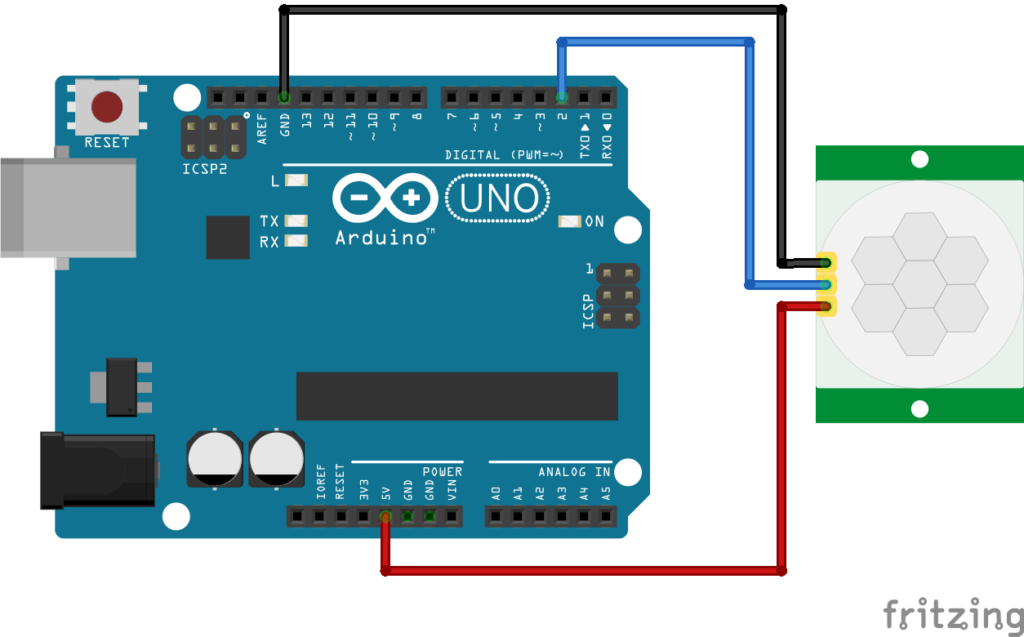 RESET
ICSP2
AREF
GND
13
12
~11
~10
~9
8
7
~6
~5
4
~3
2
TX0▶1
RX0◀0
DIGITAL (PWM=~)
L
TX
RX
UNO
ON
Arduino™
1
ICSP
POWER
ANALOG IN
IOREF
RESET
3V3
5V
GND
GND
VIN
A0
A1
A2
A3
A4
A5
fritzing